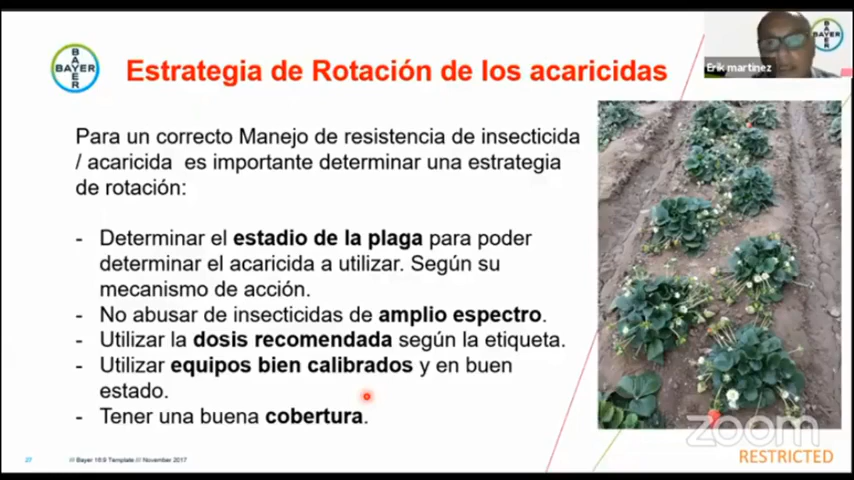 BAYER
BAYER
Estrategia de Rotación de los acaricidas
BAYER
Erik martinez
Para un correcto Manejo de resistencia de insecticida
/ acaricida es importante determinar una estrategia
de rotación:
- Determinar el estadio de la plaga para poder
determinar el acaricida a utilizar. Según su
mecanismo de acción.
- No abusar de insecticidas de amplio espectro.
- Utilizar la dosis recomendada según la etiqueta.
- Utilizar equipos bien calibrados y en buen
estado.
- Tener una buena cobertura.
zoom
27 /// Bayer 16:9 Template /// November 2017
RESTRICTED